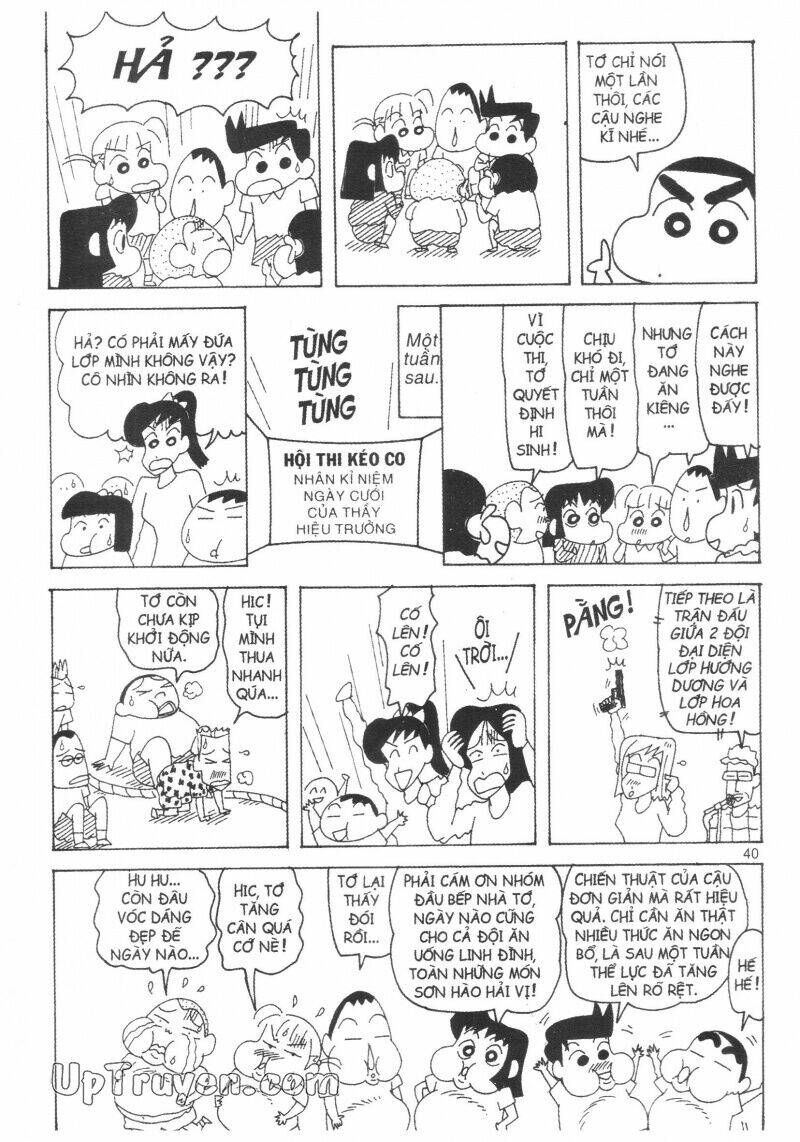 TỚ CHỈ NÓI
MỘT LẦN
THÔI, CÁC
CẬU NGHE
KĨ NHÉ...
HẢ ???
CÁCH
NÀY
NGHE
ĐƯỢC
ĐẤY!
NHƯNG
TỚ
ĐANG
ĂN
KIÊNG
...
CHỊU
KHÓ ĐI,
CHỈ MỘT
TUẦN
THÔI
MÀ!
VÌ
CUỘC
THI,
TỚ
QUYẾT
ĐỊNH
HI
SINH!
Một
tuần
sau.
TÙNG
TÙNG
TÙNG
HỘI THI KÉO CO
NHÂN KỈ NIỆM
NGÀY CƯỚI
CỦA THẦY
HIỆU TRƯỞNG
HẢ? CÓ PHẢI MẤY ĐỨA
LỚP MÌNH KHÔNG VẬY?
CÔ NHÌN KHÔNG RA!
TIẾP THEO LÀ
TRẬN ĐẤU
GIỮA 2 ĐỘI
ĐẠI DIỆN
LỚP HƯỚNG
DƯƠNG VÀ
LỚP HOA
HỒNG!
PẰNG!
ÔI
TRỜI...
CỐ
LÊN!
CỐ
LÊN!
HIC!
TỤI
MÌNH
THUA
NHANH
QÚA...
TỚ CÒN
CHƯA KỊP
KHỞI ĐỘNG
NỮA.
40
HẾ
HẾ!
CHIẾN THUẬT CỦA CẬU
ĐƠN GIẢN MÀ RẤT HIỆU
QUẢ. CHỈ CẦN ĂN THẬT
NHIỀU THỨC ĂN NGON
BỔ, LÀ SAU MỘT TUẦN
THỂ LỰC ĐÃ TĂNG
LÊN RÕ RỆT.
PHẢI CÁM ƠN NHÓM
ĐẦU BẾP NHÀ TỚ,
NGÀY NÀO CŨNG
CHO CẢ ĐỘI ĂN
UỐNG LINH ĐÌNH,
TOÀN NHỮNG MÓN
SƠN HÀO HẢI VỊ!
TỚ LẠI
THẤY
ĐÓI
RỒI...
HIC, TỚ
TĂNG
CÂN QUÁ
CỠ NÈ!
HU HU...
CÒN ĐÂU
VÓC DÁNG
ĐẸP ĐẼ
NGÀY NÀO...
UpTruyen.com